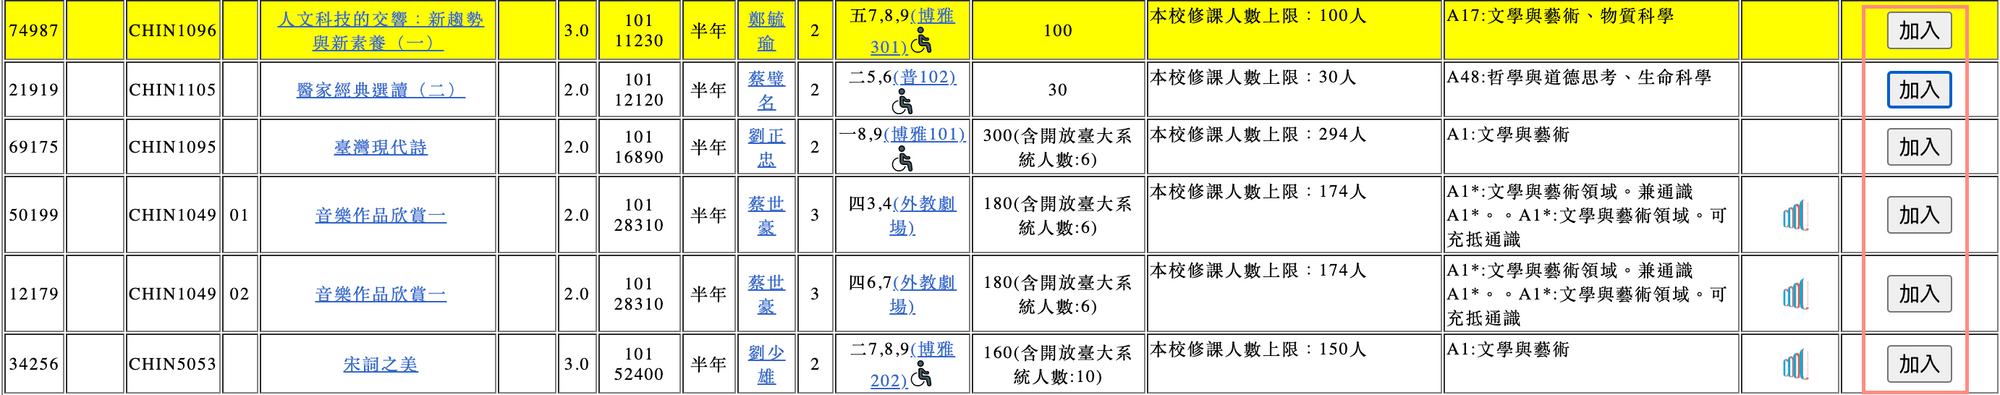 74987 CHIN1096 人文科技的交響：新趨勢與新素養（一） 3.0 101 11230 半年 鄭毓瑜 2 五7,8,9(博雅301) 100 本校修課人數上限：100人 A17:文學與藝術、物質科學 加入
21919 CHIN1105 醫家經典選讀（二） 2.0 101 12120 半年 蔡璧名 2 二5,6(普102) 30 本校修課人數上限：30人 A48:哲學與道德思考、生命科學 加入
69175 CHIN1095 臺灣現代詩 2.0 101 16890 半年 劉正忠 2 一8,9(博雅101) 300(含開放臺大系統人數:6) 本校修課人數上限：294人 A1:文學與藝術 加入
50199 CHIN1049 01 音樂作品欣賞一 2.0 101 28310 半年 蔡世豪 3 四3,4(外教劇場) 180(含開放臺大系統人數:6) 本校修課人數上限：174人 A1*:文學與藝術領域。兼通識A1*。。A1*:文學與藝術領域。可充抵通識 加入
12179 CHIN1049 02 音樂作品欣賞一 2.0 101 28310 半年 蔡世豪 3 四6,7(外教劇場) 180(含開放臺大系統人數:6) 本校修課人數上限：174人 A1*:文學與藝術領域。兼通識A1*。。A1*:文學與藝術領域。可充抵通識 加入
34256 CHIN5053 宋詞之美 3.0 101 52400 半年 劉少雄 2 二7,8,9(博雅202) 160(含開放臺大系統人數:10) 本校修課人數上限：150人 A1:文學與藝術 加入